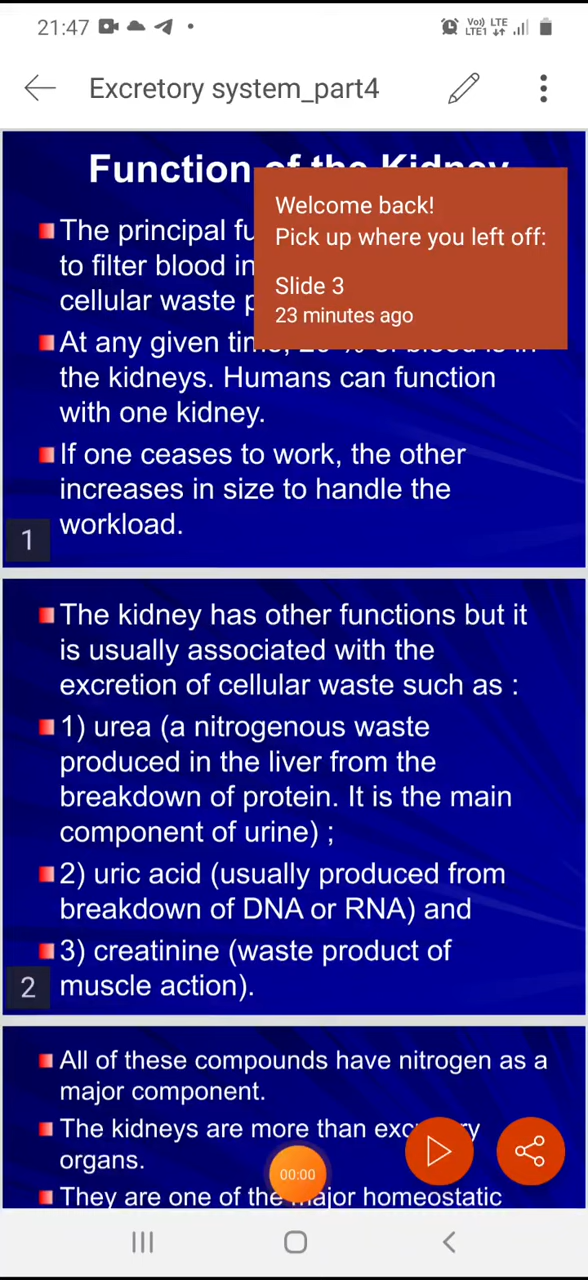 21:47
Vo)) LTE
LTE1
Excretory system_part4
Function of the Kidney
Welcome back!
Pick up where you left off:
Slide 3
23 minutes ago
The principal fu
to filter blood in
cellular waste p
At any given time, 20 % of blood is in
the kidneys. Humans can function
with one kidney.
If one ceases to work, the other
increases in size to handle the
workload.
1
The kidney has other functions but it
is usually associated with the
excretion of cellular waste such as :
1) urea (a nitrogenous waste
produced in the liver from the
breakdown of protein. It is the main
component of urine) ;
2) uric acid (usually produced from
breakdown of DNA or RNA) and
3) creatinine (waste product of
muscle action).
2
All of these compounds have nitrogen as a
major component.
The kidneys are more than excretory
organs.
They are one of the major homeostatic
00:00